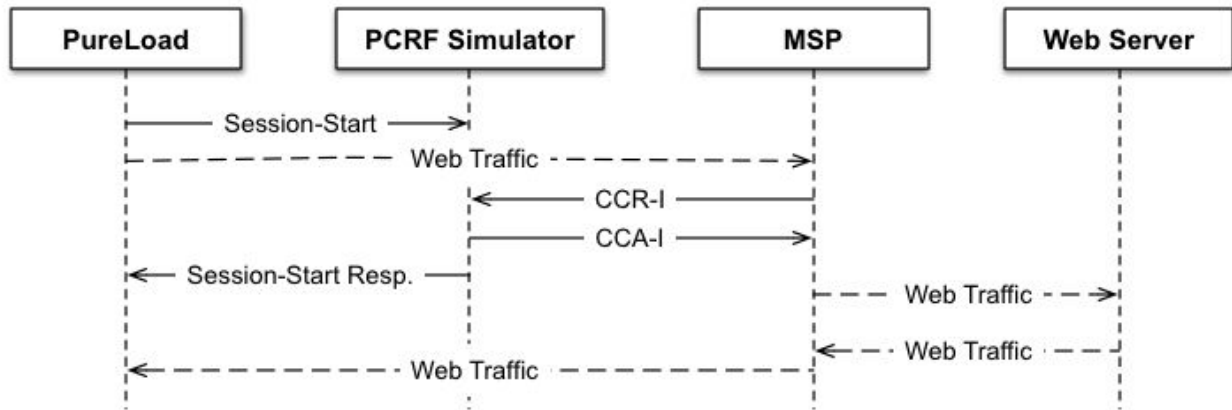 PureLoad
PCRF Simulator
MSP
Web Server
Session-Start
Web Traffic
CCR-I
CCA-I
Session-Start Resp.
Web Traffic
Web Traffic
Web Traffic